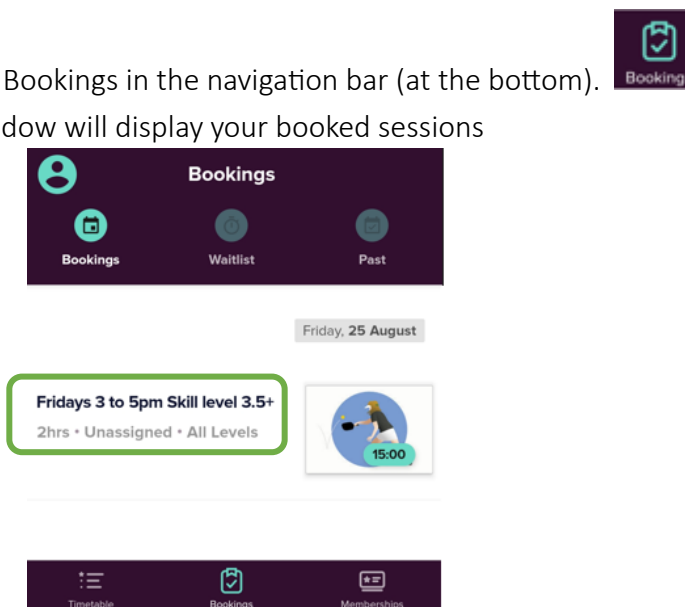 Bookings in the navigation bar (at the bottom).
Booking
dow will display your booked sessions
Bookings
Bookings Waitlist Past
Friday, 25 August
Fridays 3 to 5pm Skill level 3.5+
2hrs • Unassigned • All Levels
15:00
Timetable Bookings Memberships